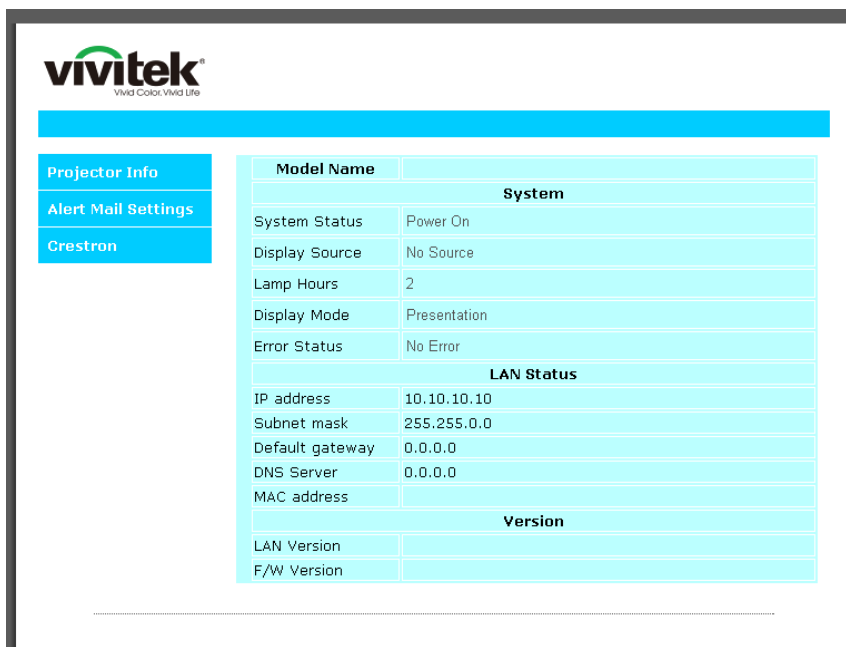 vivitek®
Vivid Color, Vivid Life
Projector Info
Alert Mail Settings
Crestron
Model Name
System
System Status Power On
Display Source No Source
Lamp Hours 2
Display Mode Presentation
Error Status No Error
LAN Status
IP address 10.10.10.10
Subnet mask 255.255.0.0
Default gateway 0.0.0.0
DNS Server 0.0.0.0
MAC address
Version
LAN Version
F/W Version